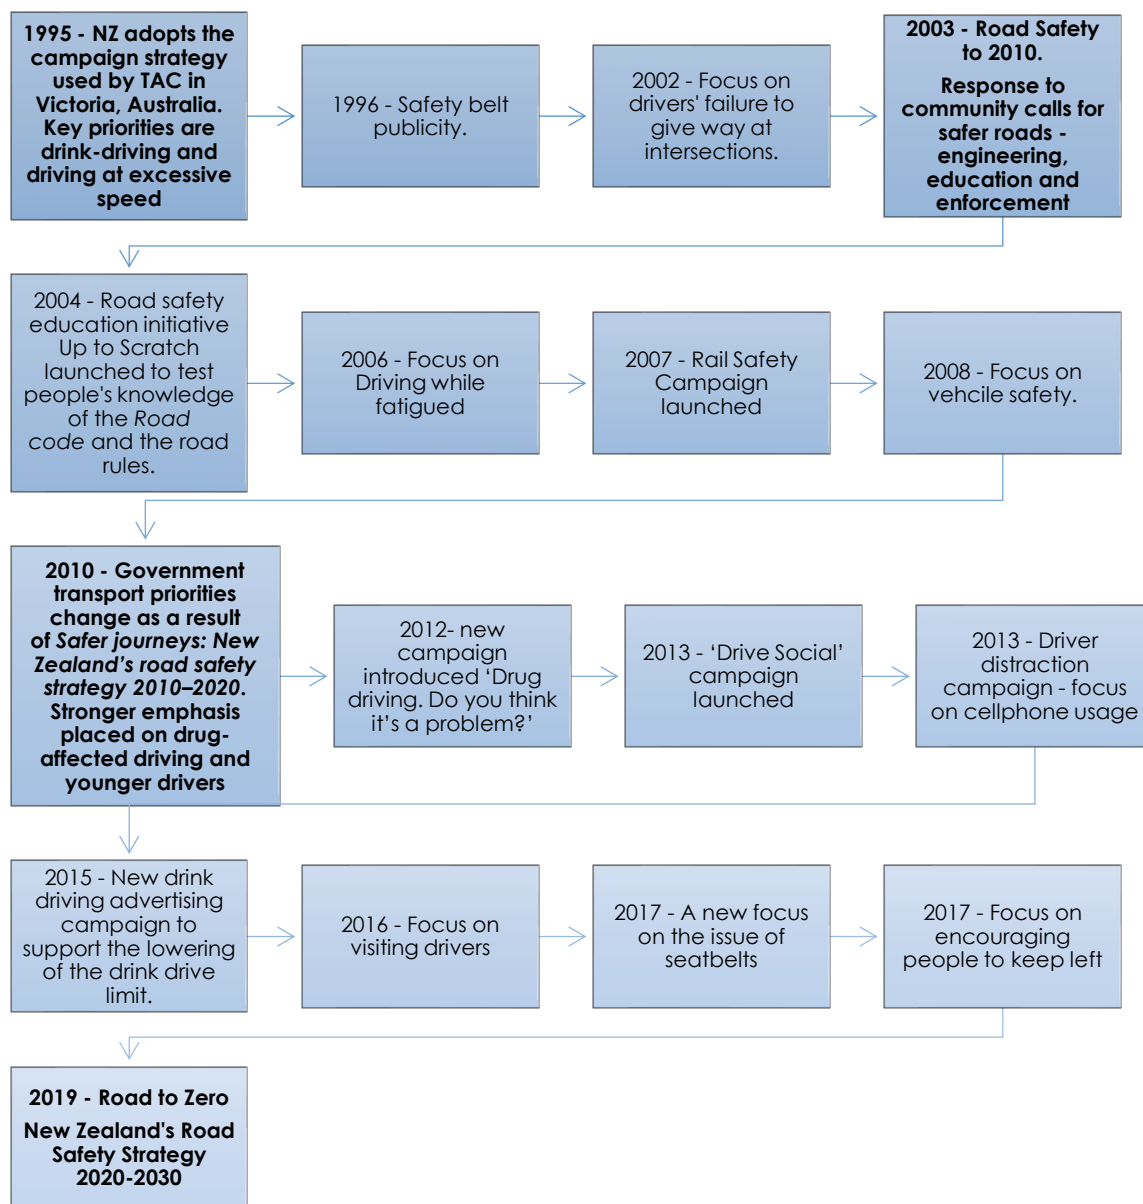 1995 - NZ adopts the
campaign strategy
used by TAC in
Victoria, Australia.
Key priorities are
drink-driving and
driving at excessive
speed
1996 - Safety belt
publicity.
2002 - Focus on
drivers' failure to
give way at
intersections.
2003 - Road Safety
to 2010.
Response to
community calls for
safer roads -
engineering,
education and
enforcement
2004 - Road safety
education initiative
Up to Scratch
launched to test
people's knowledge
of the Road
code and the road
rules.
2006 - Focus on
Driving while
fatigued
2007 - Rail Safety
Campaign
launched
2008 - Focus on
vehcile safety.
2010 - Government
transport priorities
change as a result
of Safer journeys: New
Zealand’s road safety
strategy 2010–2020.
Stronger emphasis
placed on drug-
affected driving and
younger drivers
2012- new
campaign
introduced ‘Drug
driving. Do you think
it’s a problem?’
2013 - ‘Drive Social’
campaign
launched
2013 - Driver
distraction
campaign - focus
on cellphone usage
2015 - New drink
driving advertising
campaign to
support the lowering
of the drink drive
limit.
2016 - Focus on
visiting drivers
2017 - A new focus
on the issue of
seatbelts
2017 - Focus on
encouraging
people to keep left
2019 - Road to Zero
New Zealand's Road
Safety Strategy
2020-2030